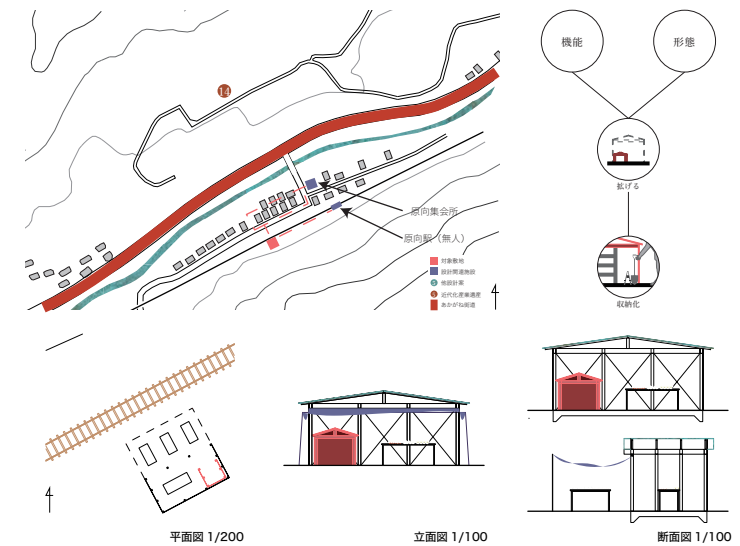 14
原向集会所
原向駅（無人）
対象敷地
設計関連施設
他設計案
近代化産業遺産
あかがね街道
機能
形態
拡げる
収納化
平面図 1/200
立面図 1/100
断面図 1/100